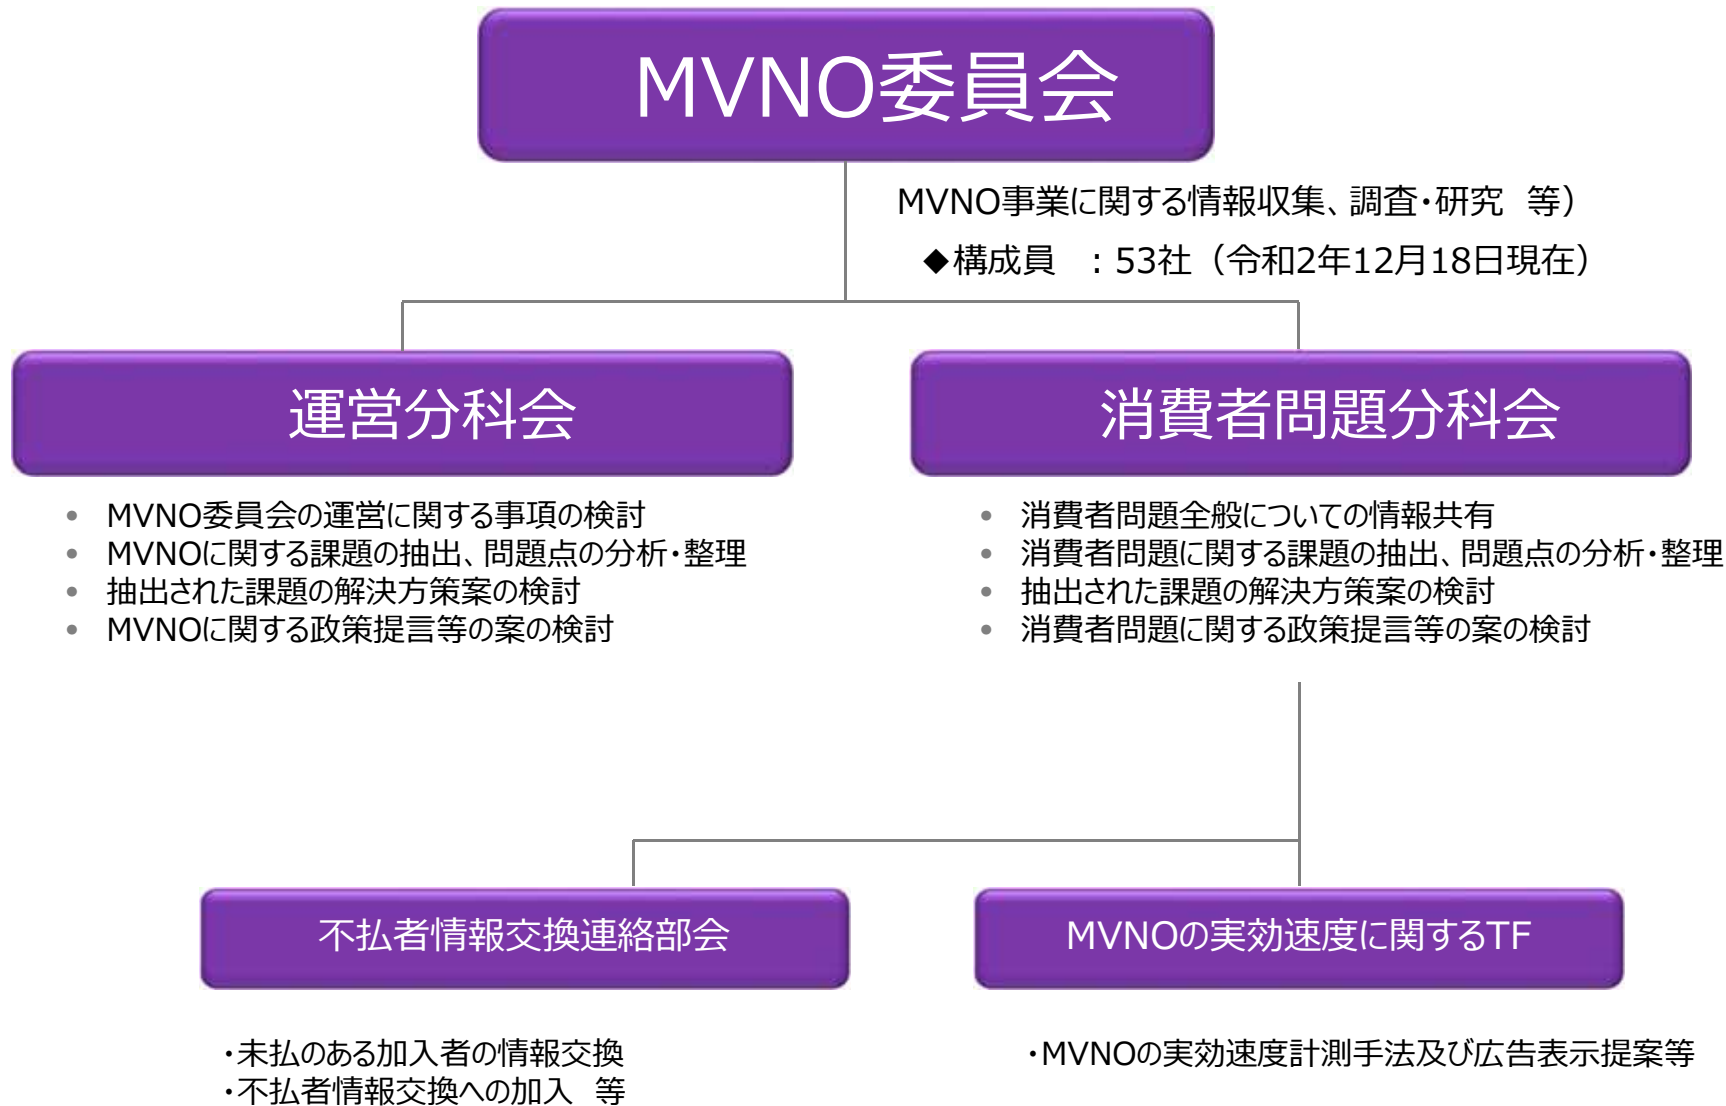 MVNO委員会
MVNO事業に関する情報収集、調査・研究　等）
◆構成員　：53社（令和2年12月18日現在）
運営分科会
• MVNO委員会の運営に関する事項の検討
• MVNOに関する課題の抽出、問題点の分析・整理
• 抽出された課題の解決方策案の検討
• MVNOに関する政策提言等の案の検討
消費者問題分科会
• 消費者問題全般についての情報共有
• 消費者問題に関する課題の抽出、問題点の分析・整理
• 抽出された課題の解決方策案の検討
• 消費者問題に関する政策提言等の案の検討
不払者情報交換連絡部会
・未払のある加入者の情報交換
・不払者情報交換への加入　等
MVNOの実効速度に関するTF
・MVNOの実効速度計測手法及び広告表示提案等